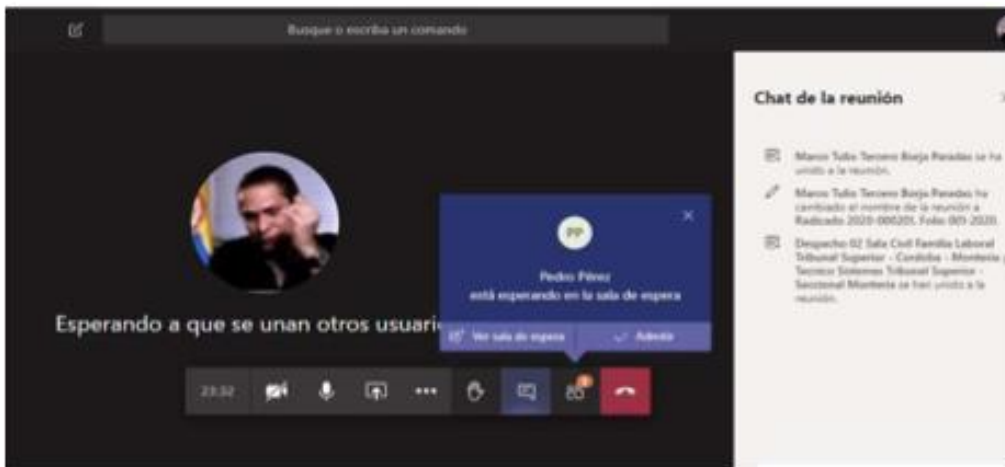 Busque o escriba un comando
Chat de la reunión
Marco Tulio Tercero Borja Paradas se ha
unido a la reunión.
Marco Tulio Tercero Borja Paradas ha
cambiado el nombre de la reunión a
Radicado 2020-000201. Folio 001-2020.
Despacho 02 Sala Civil Familia Laboral
Tribunal Superior - Cordoba - Monteria y
Tecnico Sistemas Tribunal Superior -
Seccional Monteria se han unido a la
reunión.
PP
Pedro Pérez
está esperando en la sala de espera
Ver sala de espera
Admitir
Esperando a que se unan otros usuari
23:32